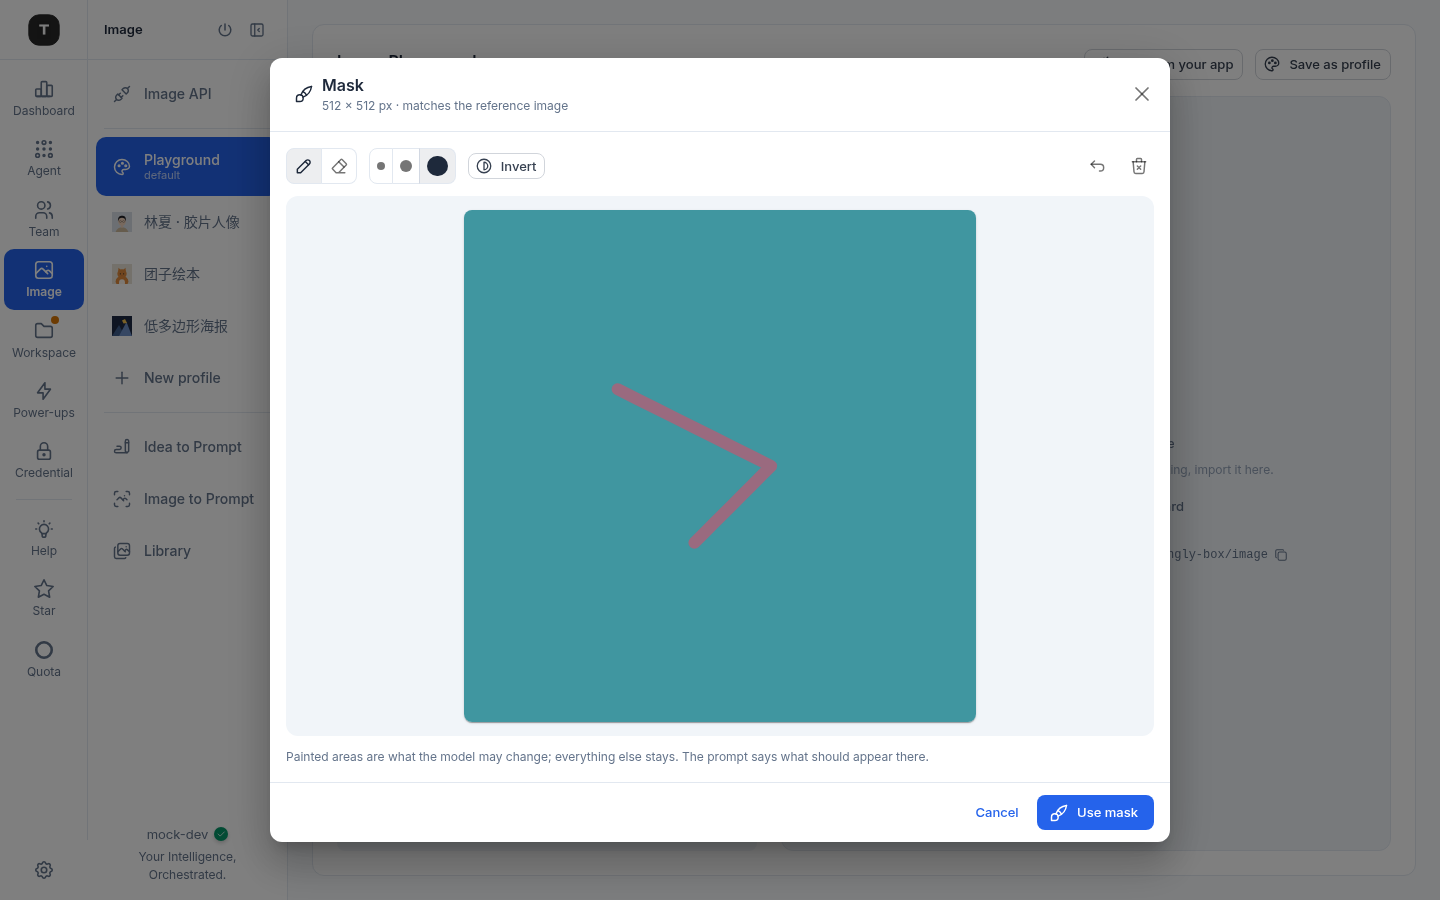 T
Image
Dashboard
Agent
Team
Image
Workspace
Power-ups
Credential
Help
Star
Quota
Image API
Playground
default
林夏 · 胶片人像
团子绘本
低多边形海报
New profile
Idea to Prompt
Image to Prompt
Library
mock-dev
Your Intelligence,
Orchestrated.
your app
Save as profile
Mask
512 × 512 px · matches the reference image
Invert
Painted areas are what the model may change; everything else stays. The prompt says what should appear there.
Cancel
Use mask
import it here.
gly-box/image